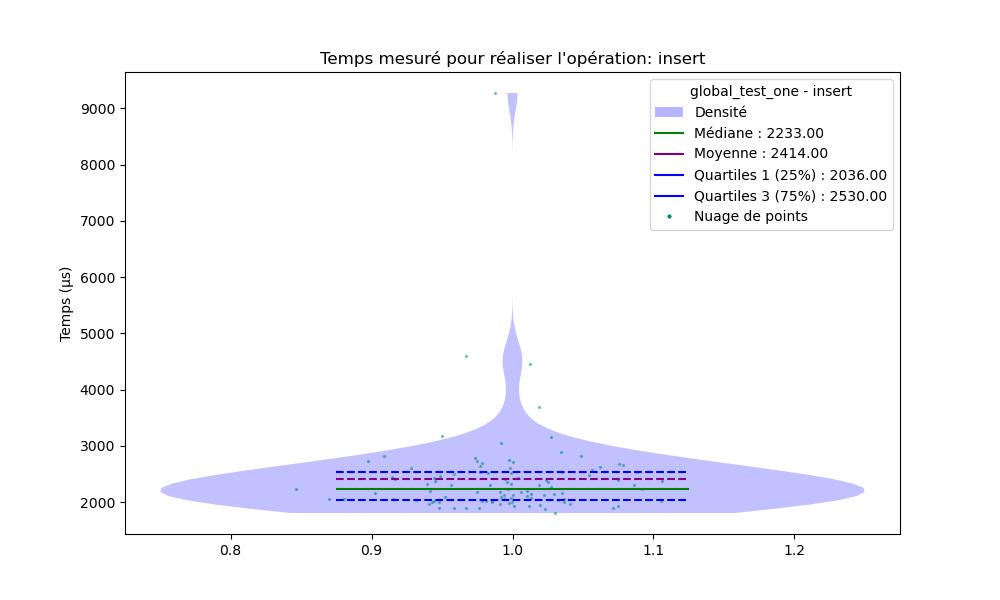 Temps mesuré pour réaliser l'opération: insert
global_test_one - insert
Densité
Médiane : 2233.00
Moyenne : 2414.00
Quartiles 1 (25%) : 2036.00
Quartiles 3 (75%) : 2530.00
Nuage de points
Temps (µs)
9000
8000
7000
6000
5000
4000
3000
2000
0.8 0.9 1.0 1.1 1.2